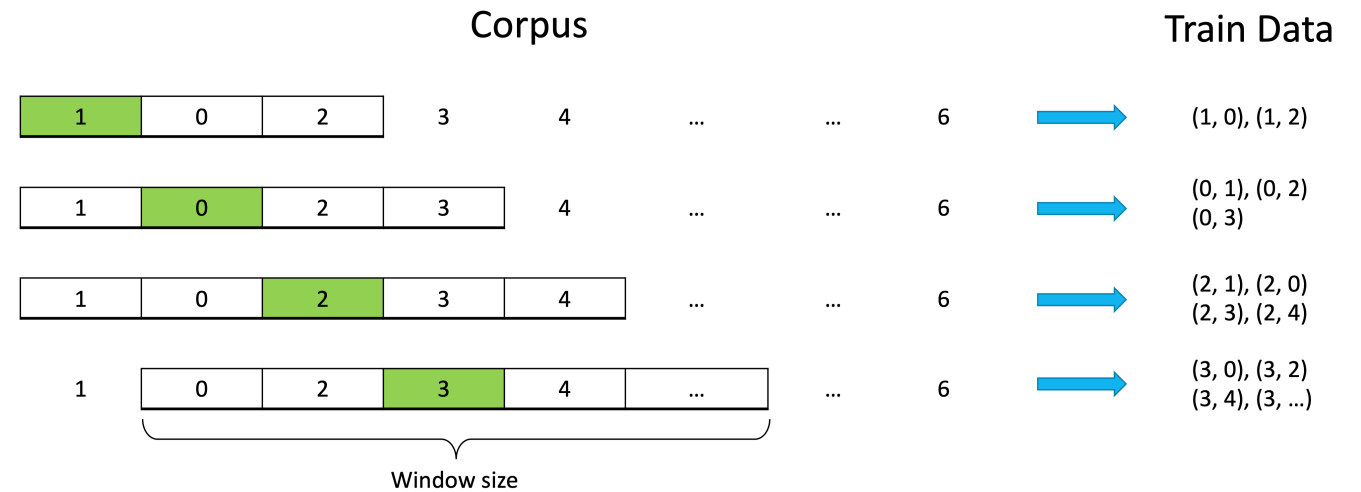 Corpus Train Data
1 0 2 3 4 ... ... 6 (1, 0), (1, 2)
1 0 2 3 4 ... ... 6 (0, 1), (0, 2)
(0, 3)
1 0 2 3 4 ... ... 6 (2, 1), (2, 0)
(2, 3), (2, 4)
1 0 2 3 4 ... ... 6 (3, 0), (3, 2)
(3, 4), (3, ...)
Window size